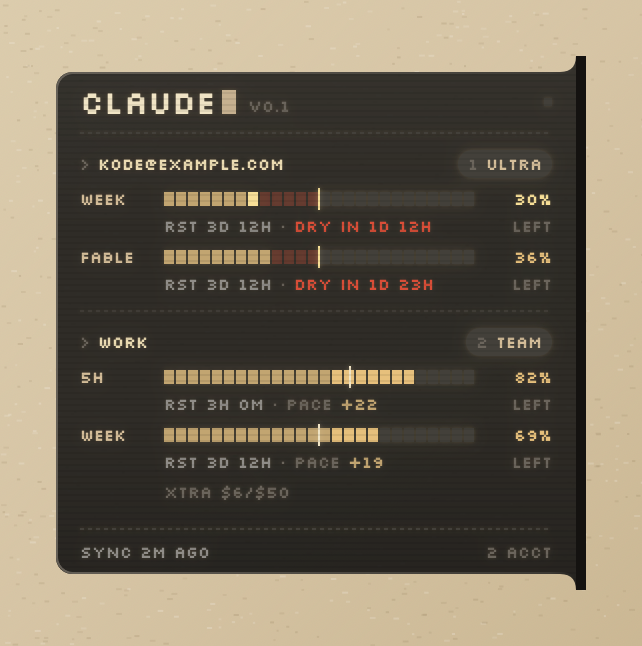 CLAUDE V0.1
> KODE@EXAMPLE.COM 1 ULTRA
WEEK 30%
RST 3D 12H · DRY IN 1D 12H LEFT
FABLE 36%
RST 3D 12H · DRY IN 1D 23H LEFT
> WORK 2 TEAM
5H 82%
RST 3H 0M · PACE +22 LEFT
WEEK 69%
RST 3D 12H · PACE +19 LEFT
XTRA $6/$50
SYNC 2M AGO 2 ACCT